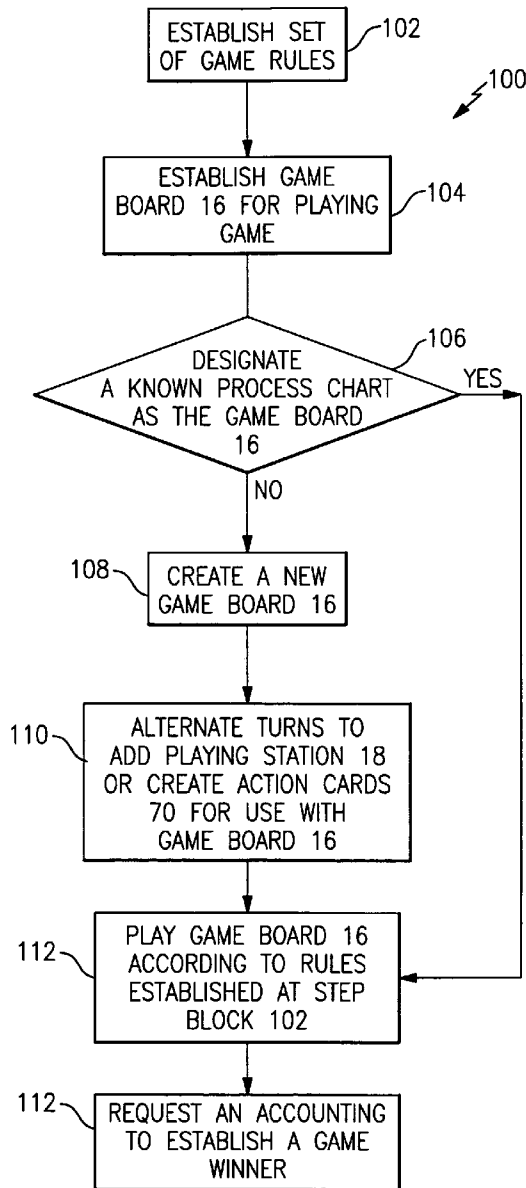 ESTABLISH SET
OF GAME RULES
102
100
ESTABLISH GAME
BOARD 16 FOR PLAYING
GAME
104
106
DESIGNATE
A KNOWN PROCESS CHART
AS THE GAME BOARD
16
YES
NO
108
CREATE A NEW
GAME BOARD 16
110
ALTERNATE TURNS TO
ADD PLAYING STATION 18
OR CREATE ACTION CARDS
70 FOR USE WITH
GAME BOARD 16
112
PLAY GAME BOARD 16
ACCORDING TO RULES
ESTABLISHED AT STEP
BLOCK 102
112
REQUEST AN ACCOUNTING
TO ESTABLISH A GAME
WINNER